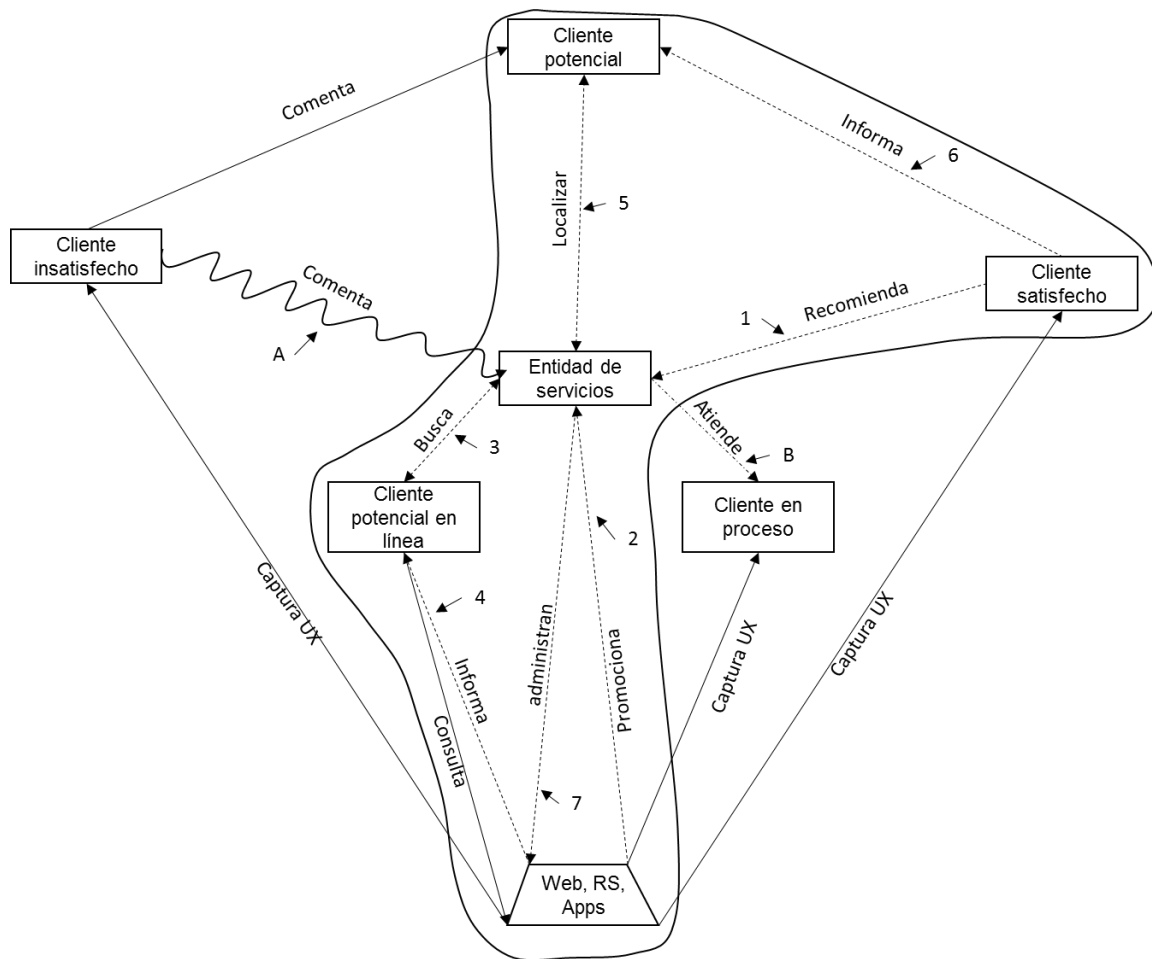 Cliente
potencial
Comenta
Informa
6
Localizar
5
Cliente
insatisfecho
Comenta
A
Cliente
satisfecho
Recomienda
1
Entidad de
servicios
Busca
3
Atiende
B
Cliente
potencial en
línea
Cliente en
proceso
2
4
Captura UX
Informa
Consulta
administran
Promociona
Captura UX
Captura UX
7
Web, RS,
Apps